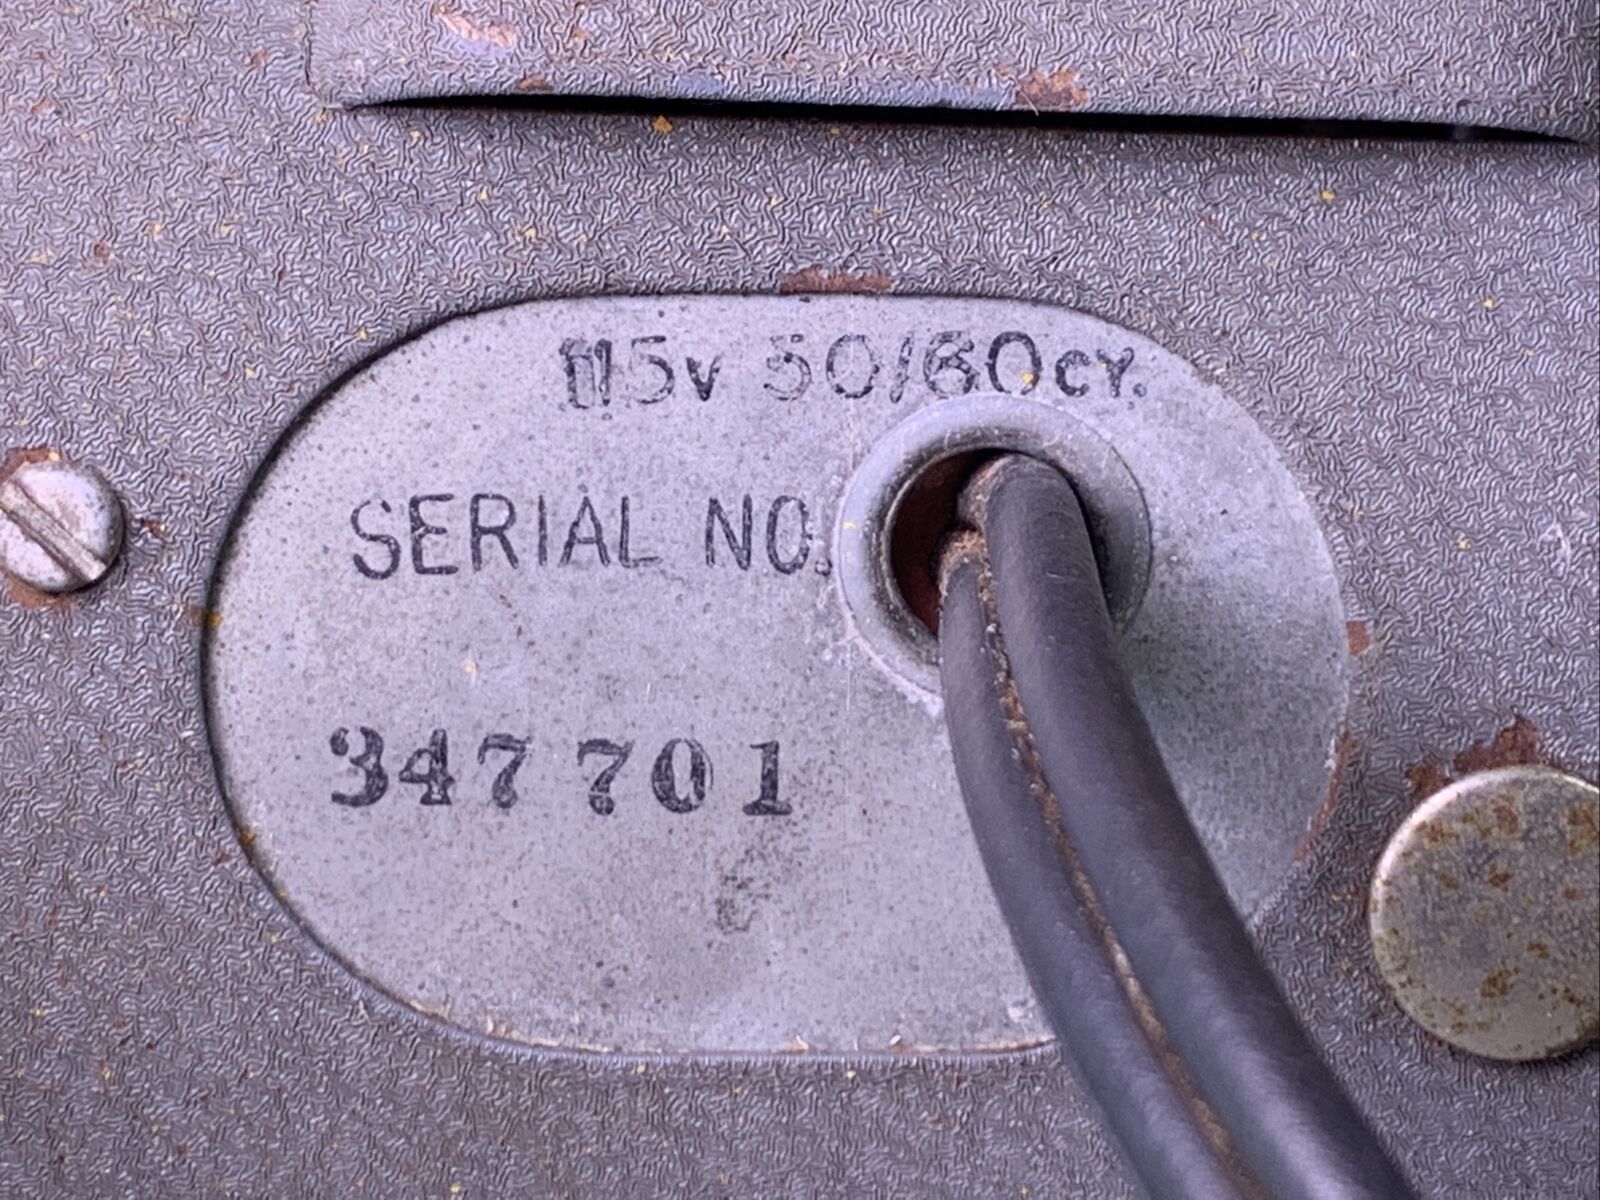 115v 50/60cy.
SERIAL NO.
347701